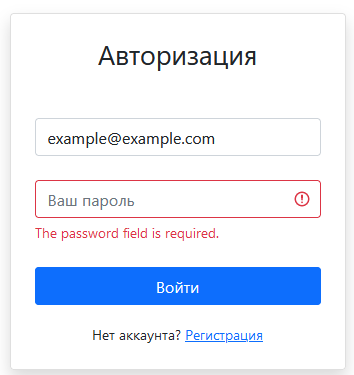 Авторизация
example@example.com
Ваш пароль
The password field is required.
Войти
Нет аккаунта? Регистрация